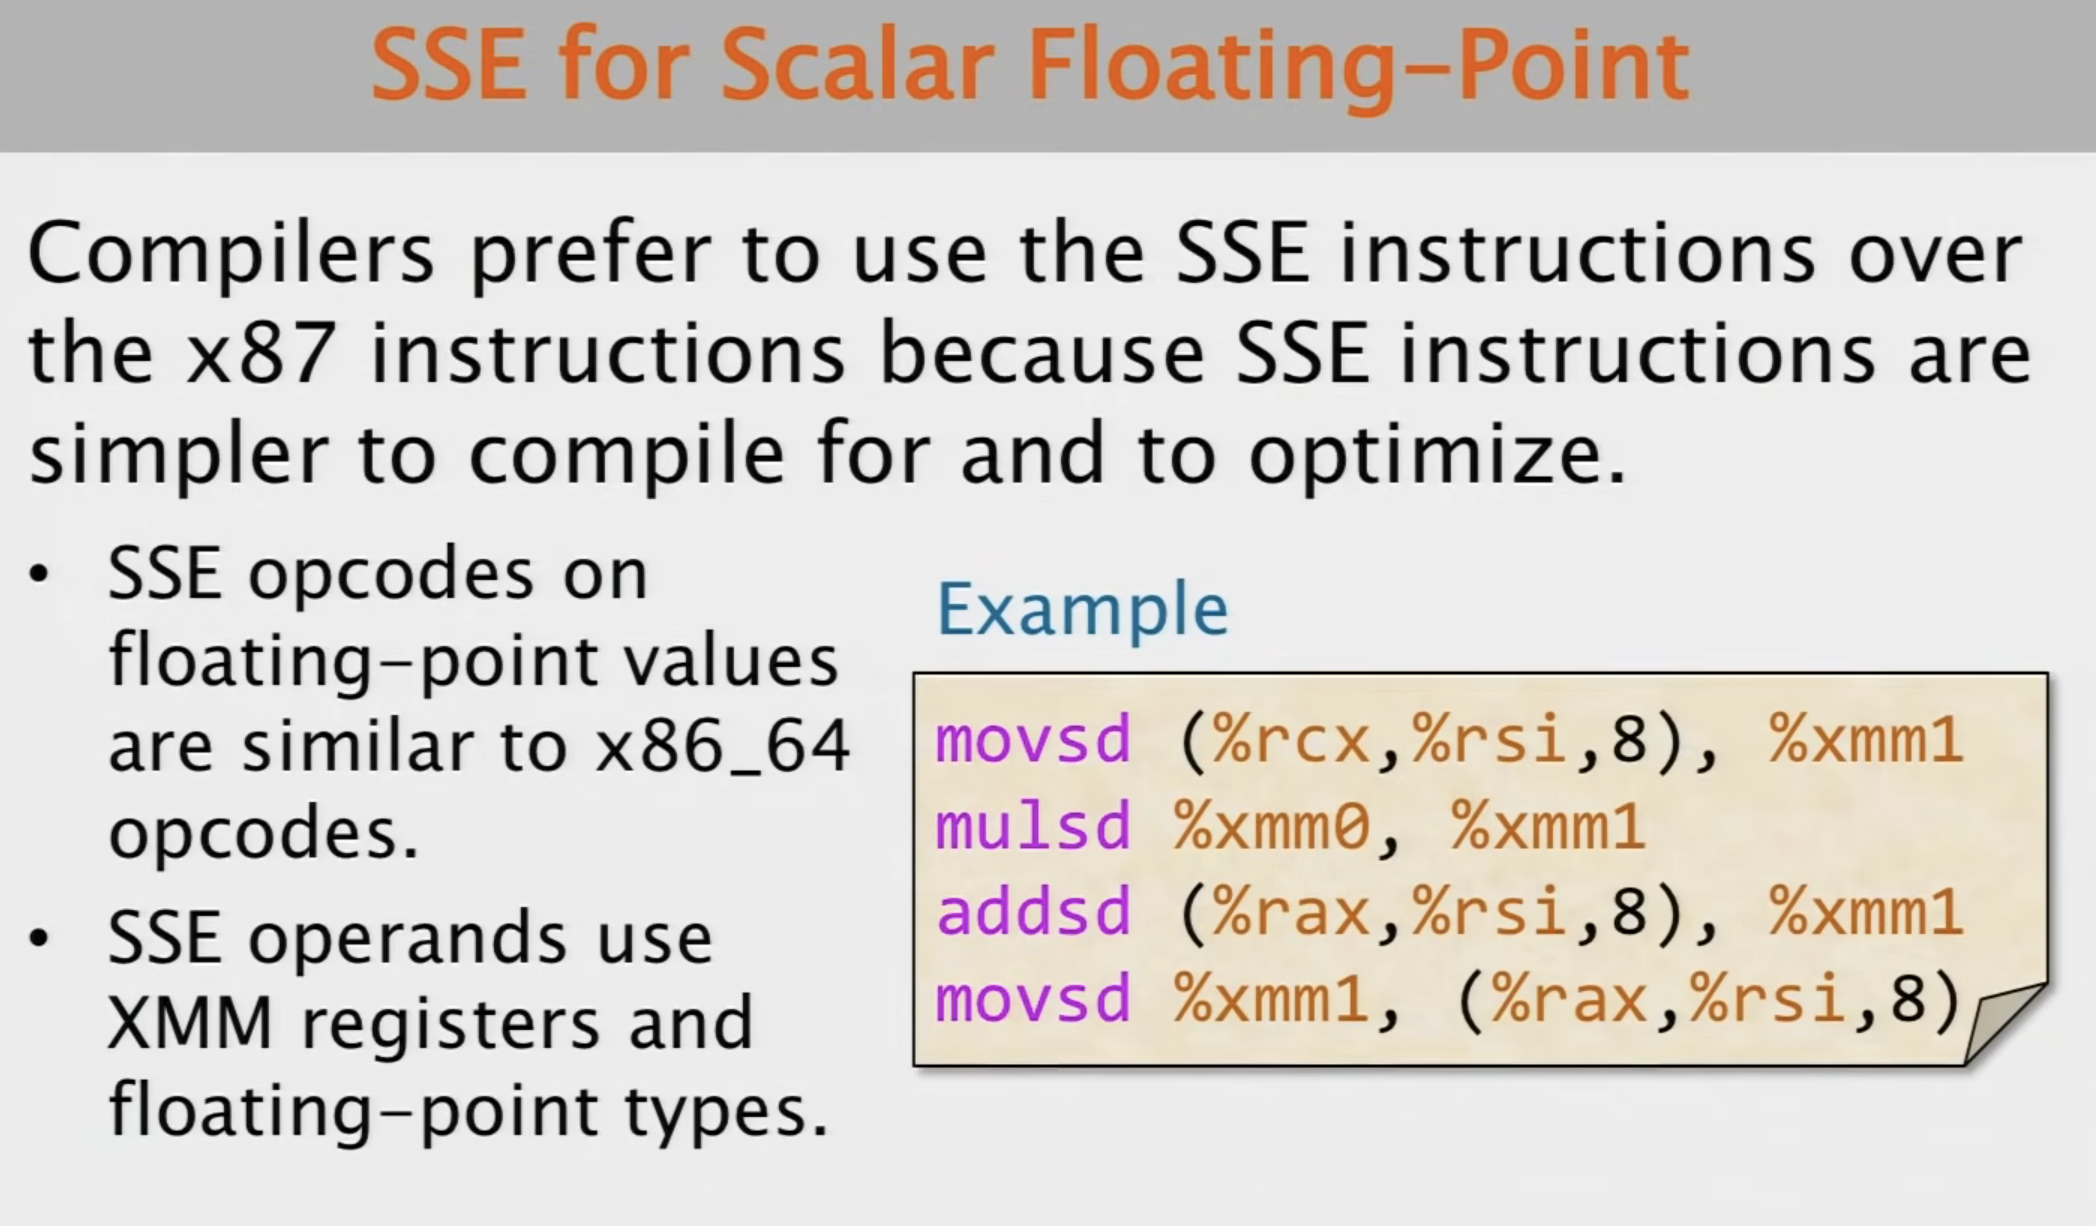 SSE for Scalar Floating-Point
Compilers prefer to use the SSE instructions over
the x87 instructions because SSE instructions are
simpler to compile for and to optimize.
• SSE opcodes on
floating-point values
are similar to x86_64
opcodes.
• SSE operands use
XMM registers and
floating-point types.
Example
movsd (%rcx,%rsi,8), %xmm1
mulsd %xmm0, %xmm1
addsd (%rax,%rsi,8), %xmm1
movsd %xmm1, (%rax,%rsi,8)